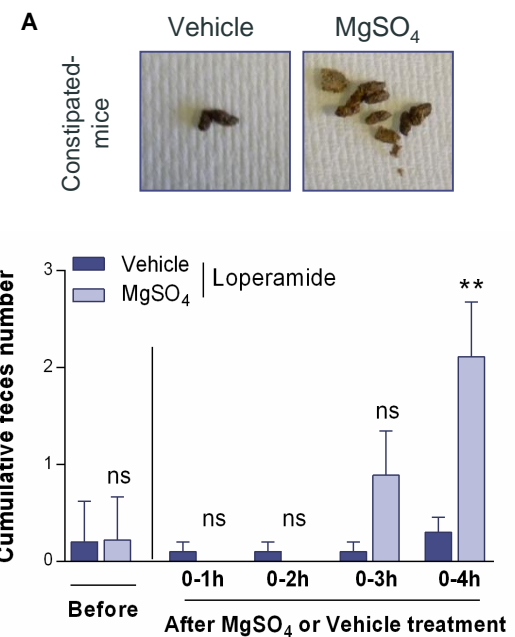 A
Vehicle MgSO₄
Constipated-
mice
Cumulative feces number
3
2
1
0
Vehicle
MgSO₄
Loperamide
ns
ns
ns
ns
**
0-1h 0-2h 0-3h 0-4h
Before
After MgSO₄ or Vehicle treatment